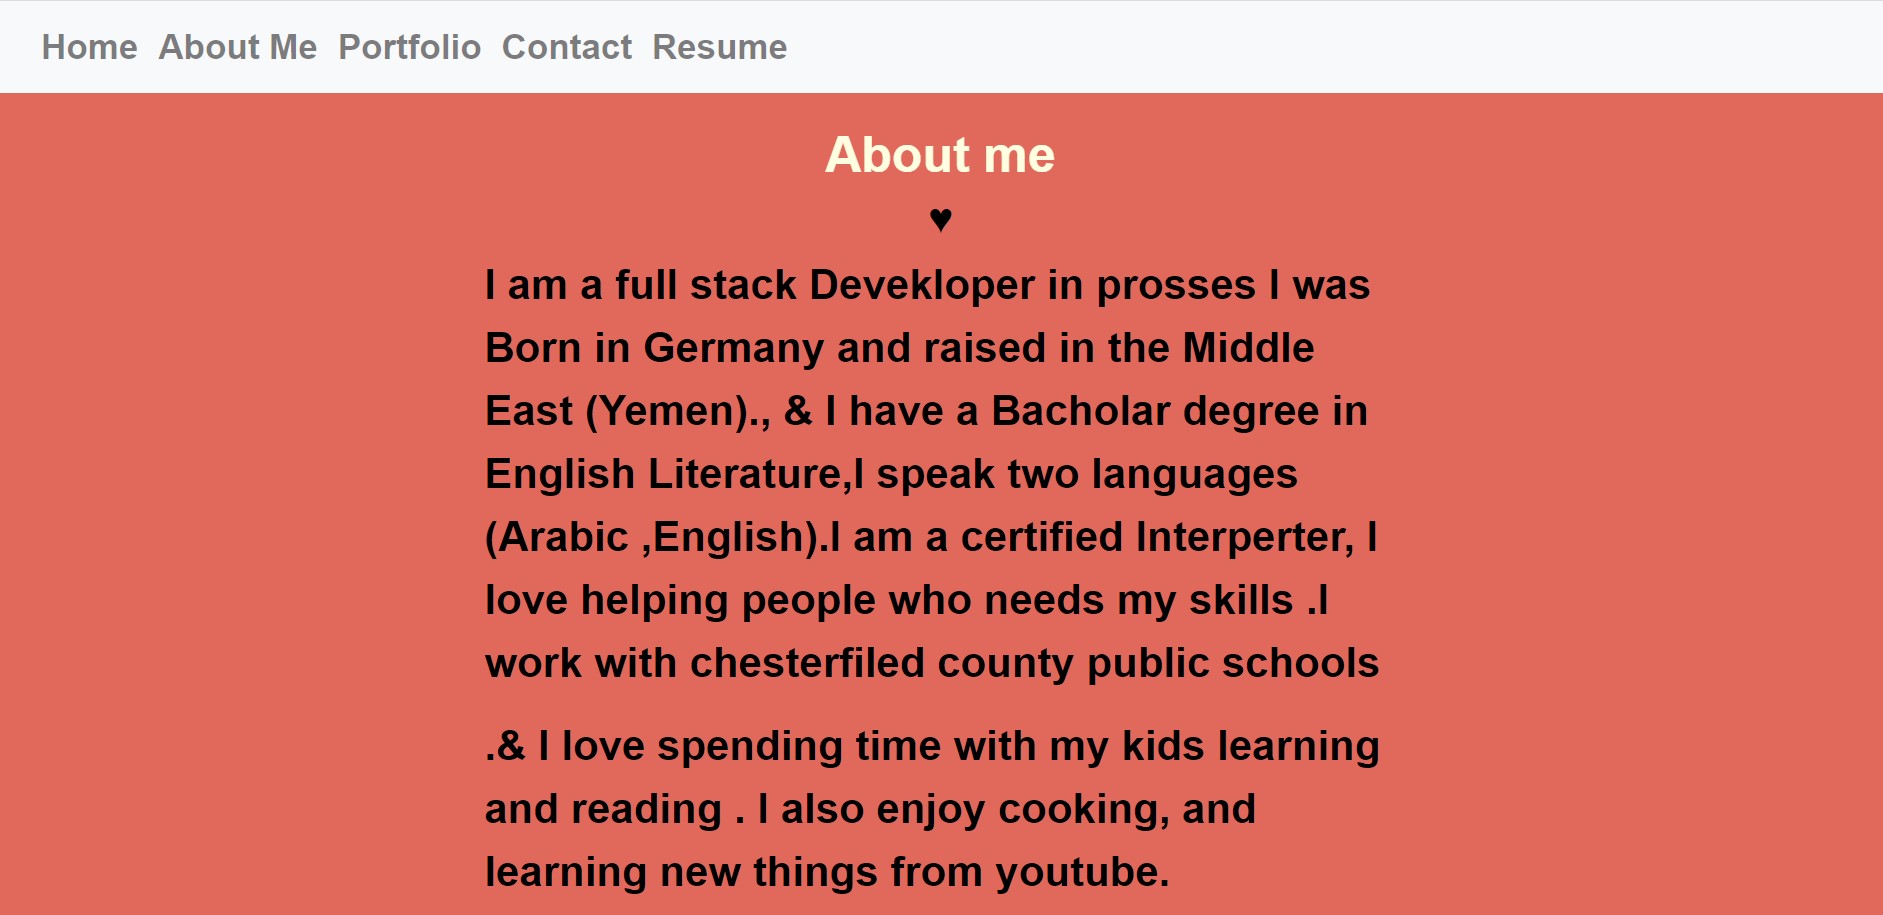 Home About Me Portfolio Contact Resume
About me
♥
I am a full stack Devekloper in prosses I was
Born in Germany and raised in the Middle
East (Yemen)., & I have a Bacholar degree in
English Literature,I speak two languages
(Arabic ,English).I am a certified Interperter, I
love helping people who needs my skills .I
work with chesterfiled county public schools
.& I love spending time with my kids learning
and reading . I also enjoy cooking, and
learning new things from youtube.